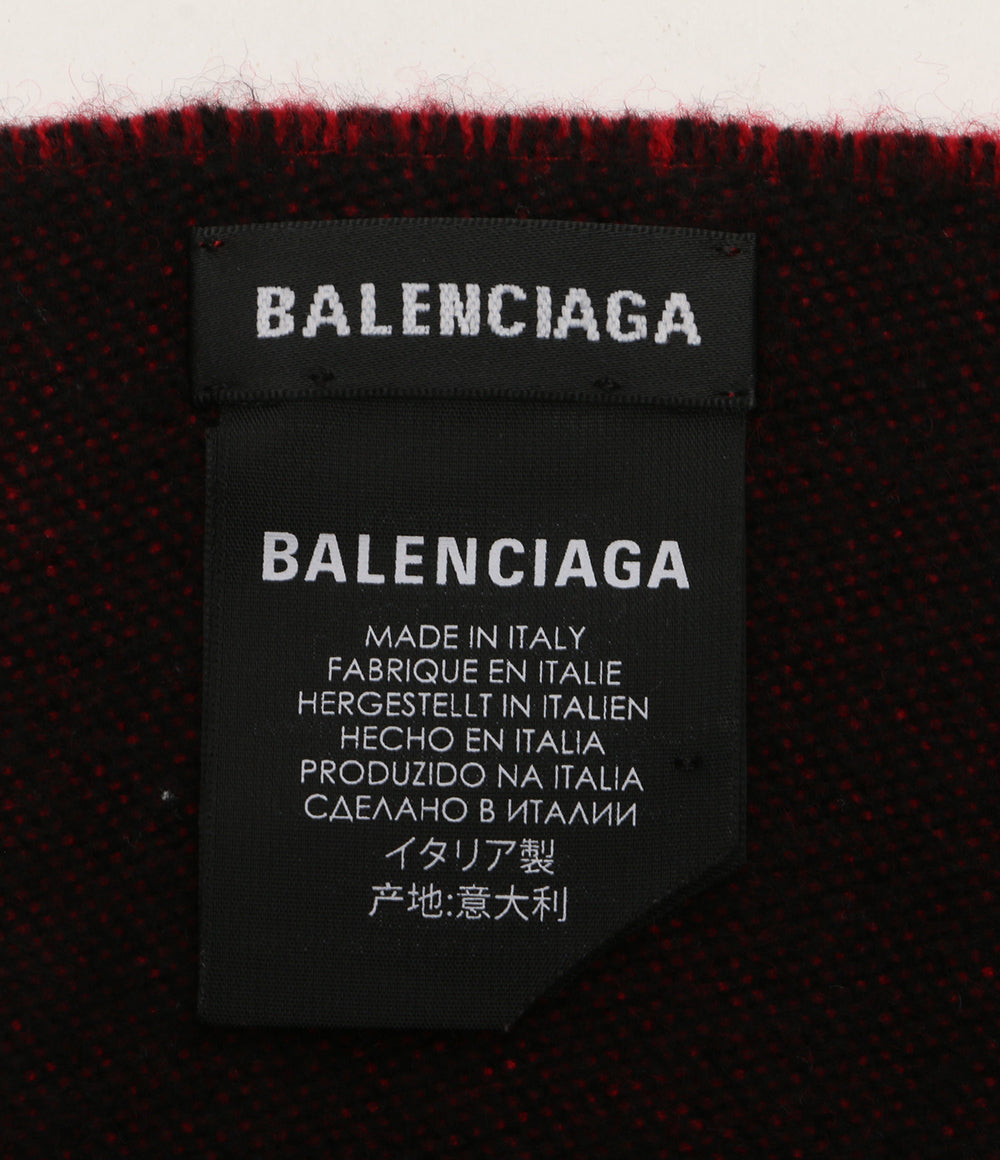 BALENCIAGA
BALENCIAGA
MADE IN ITALY
FABRIQUE EN ITALIE
HERGESTELLT IN ITALIEN
HECHO EN ITALIA
PRODUZIDO NA ITALIA
СДЕЛАНО В ИТАЛИИ
イタリア製
产地:意大利